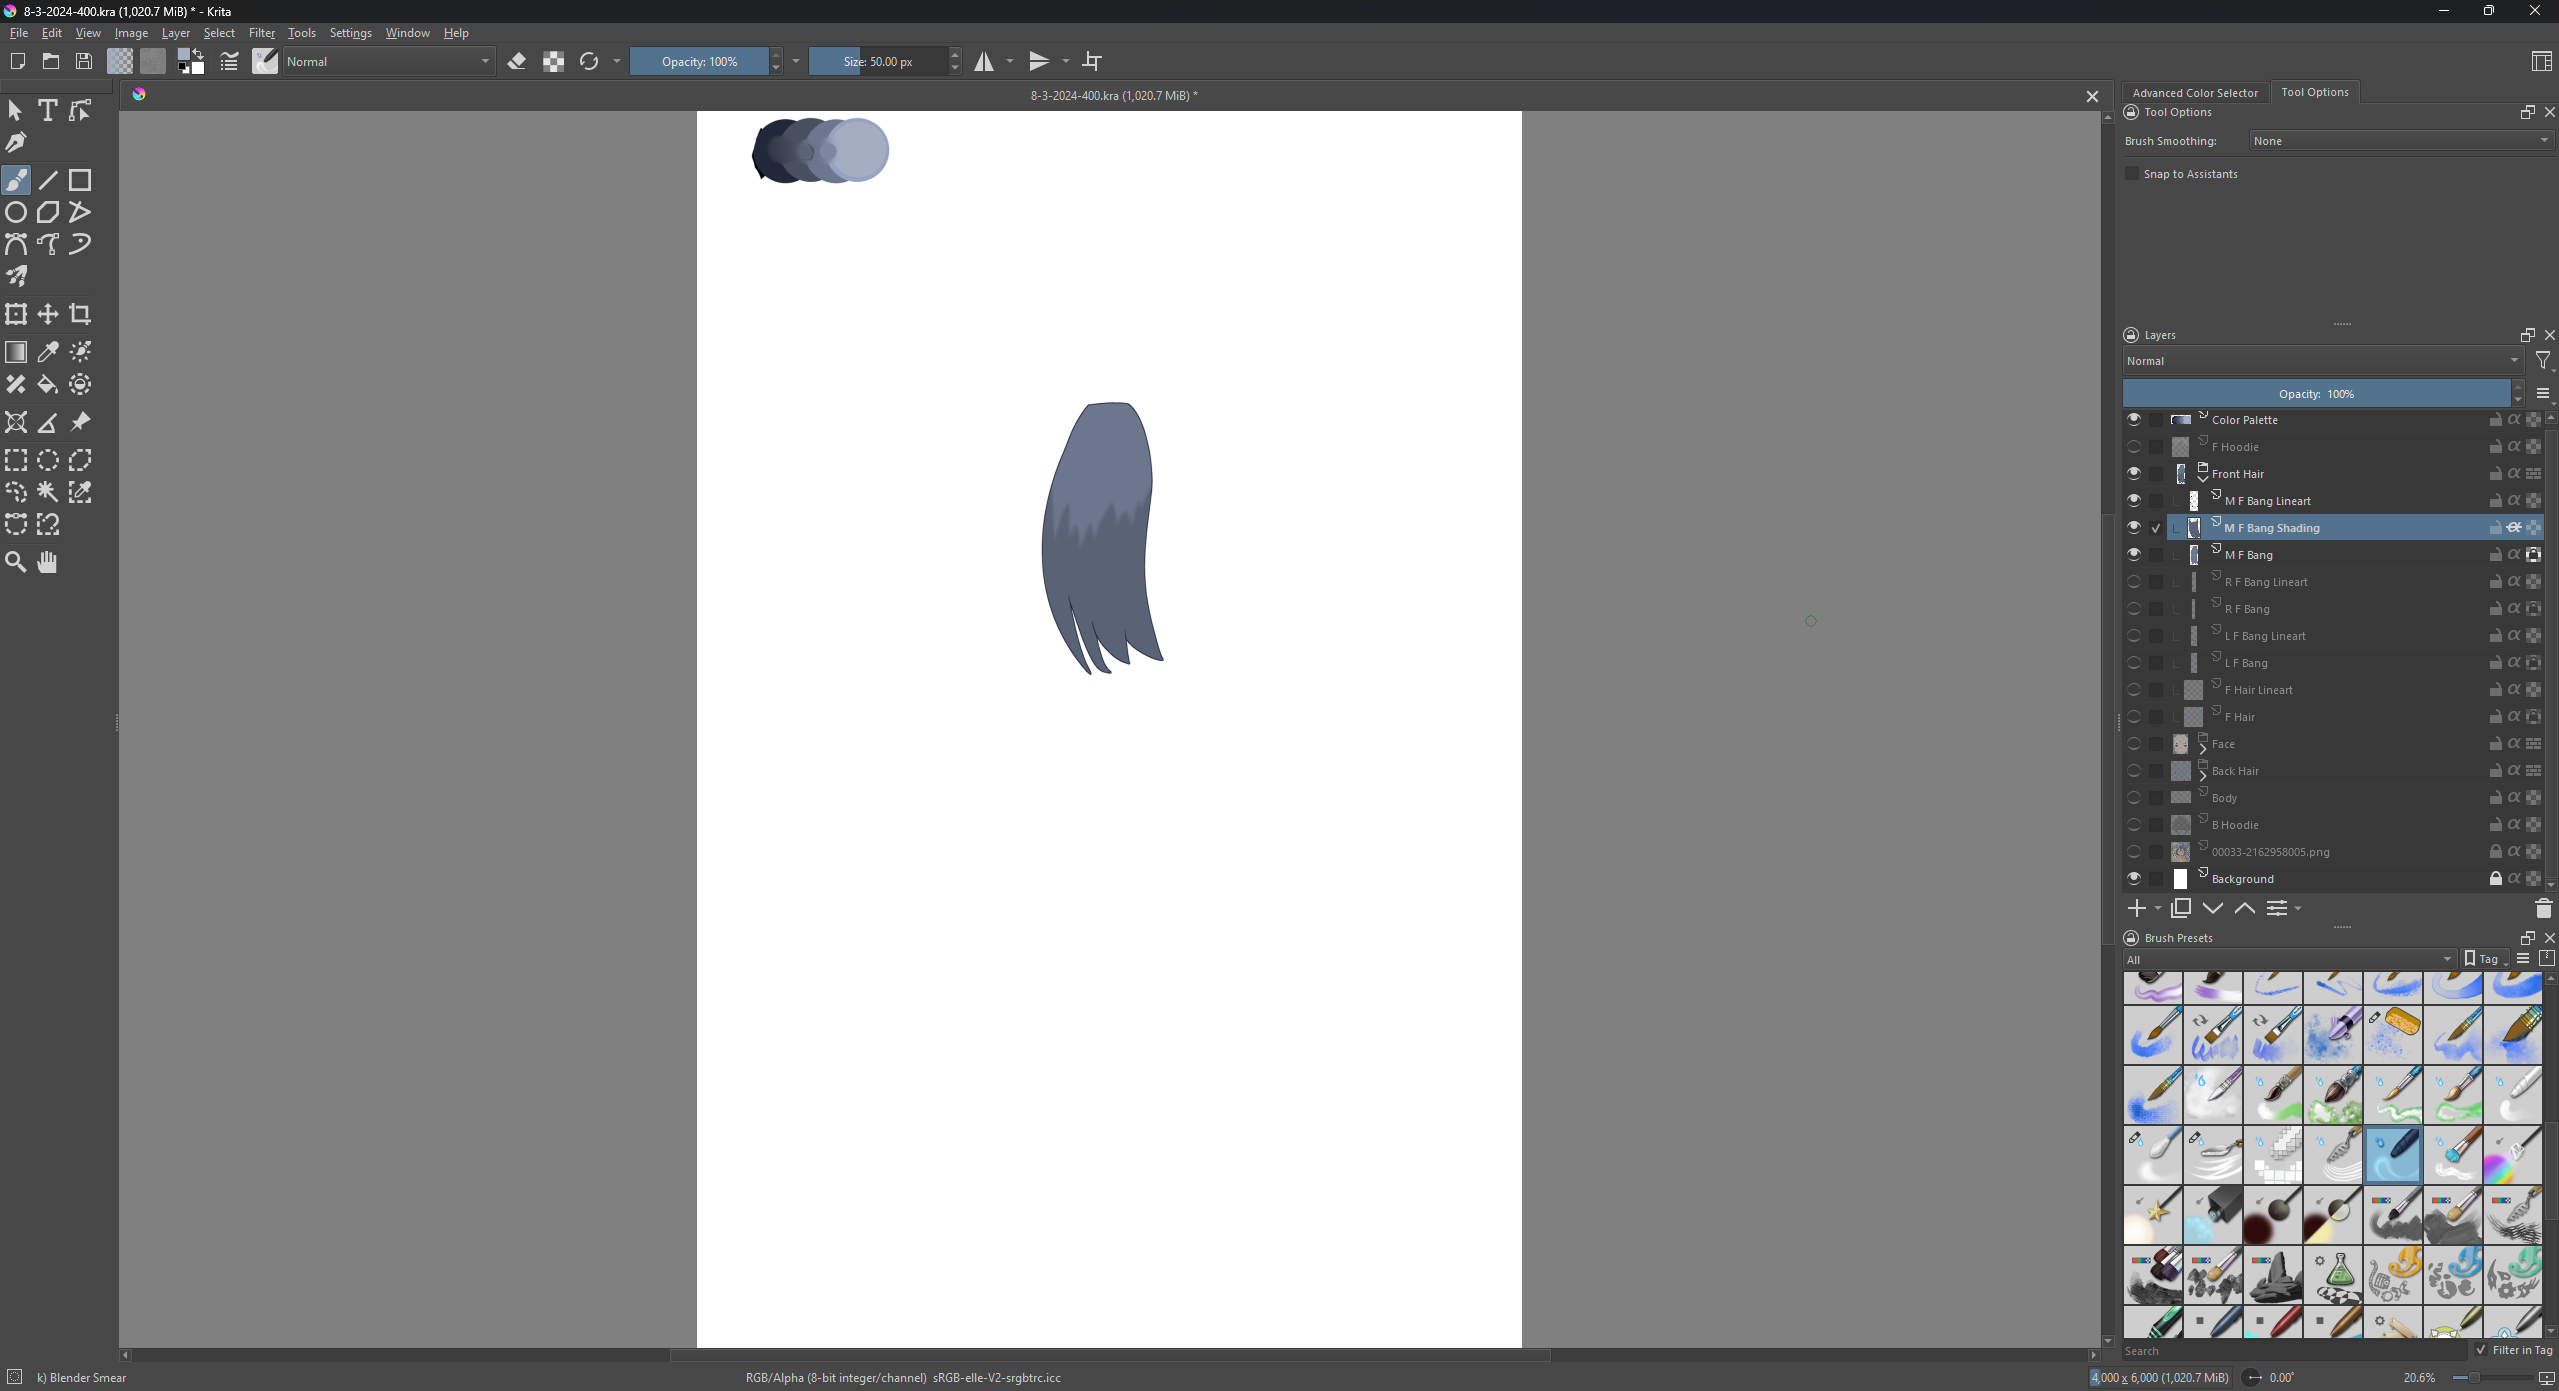 8-3-2024-400.kra (1,020.7 MiB) * - Krita
File Edit View Image Layer Select Filter Tools Settings Window Help
Normal Opacity: 100% Size: 50.00 px
8-3-2024-400.kra (1,020.7 MiB) *
Advanced Color Selector Tool Options
Tool Options
Brush Smoothing: None
Snap to Assistants
Layers
Normal
Opacity: 100%
Color Palette
F Hoodie
Front Hair
M F Bang Lineart
M F Bang Shading
M F Bang
R F Bang Lineart
R F Bang
L F Bang Lineart
L F Bang
F Hair Lineart
F Hair
Face
Back Hair
Body
B Hoodie
00033-2162958005.png
Background
Brush Presets
All Tag
Search Filter in Tag
k) Blender Smear RGB/Alpha (8-bit integer/channel) sRGB-elle-V2-srgbtrc.icc 4,000 x 6,000 (1,020.7 MiB) 0.00° 20.6%